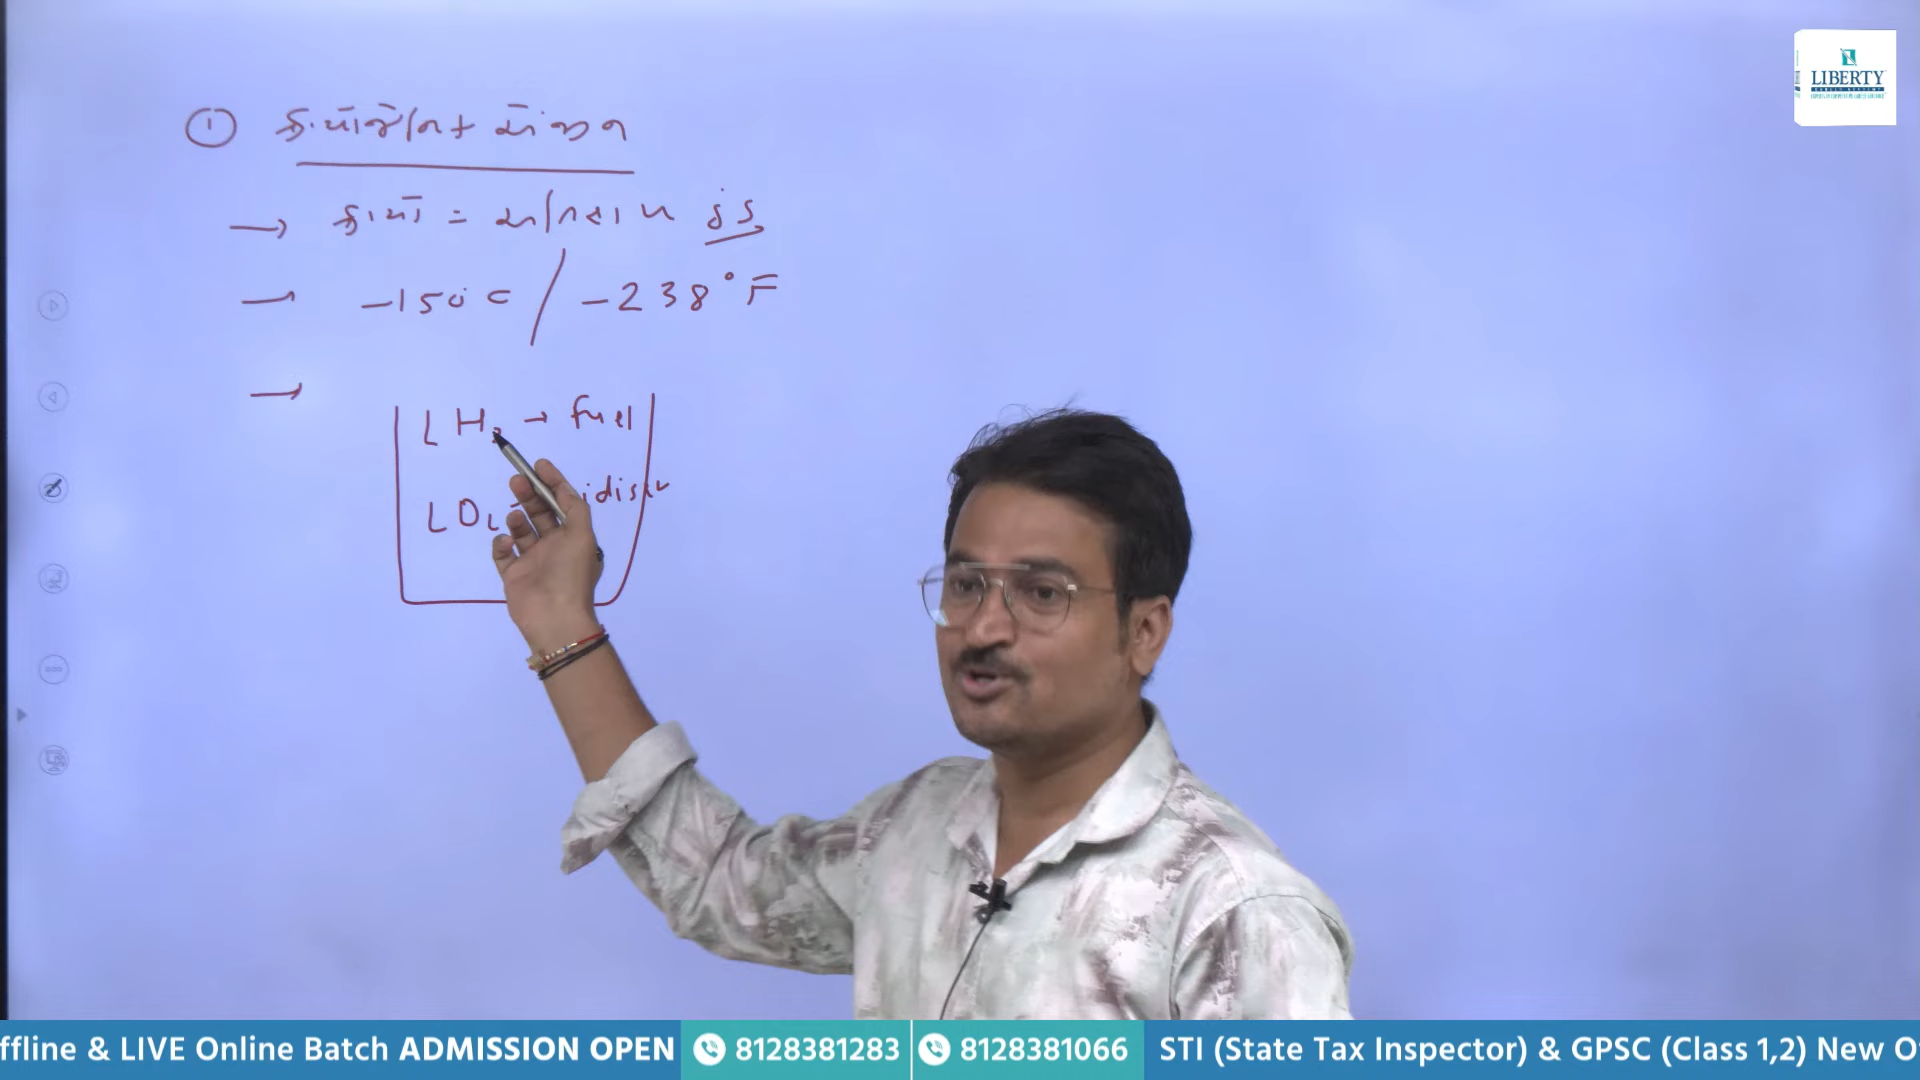 ① ક્રાયોજેનિક એન્જિન
→ ક્રાયો = અતિશય ઠંડુ
→ -150°C / -238°F
→
LH₂ → fuel
LO₂ →
LIBERTY
ffline & LIVE Online Batch ADMISSION OPEN 8128381283 8128381066 STI (State Tax Inspector) & GPSC (Class 1,2) New O